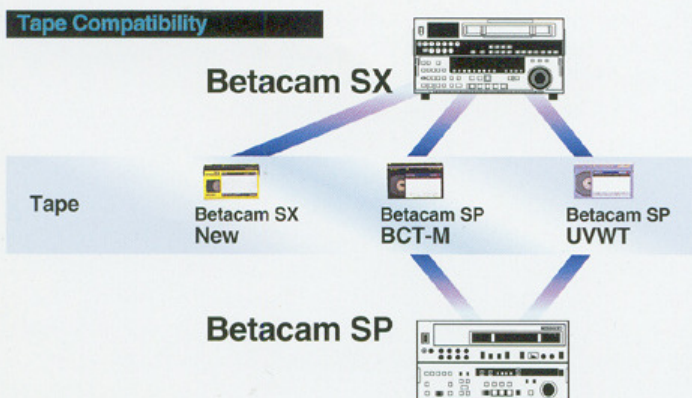 Tape Compatibility
Betacam SX
Tape
Betacam SX
New
Betacam SP
BCT-M
Betacam SP
UVWT
Betacam SP